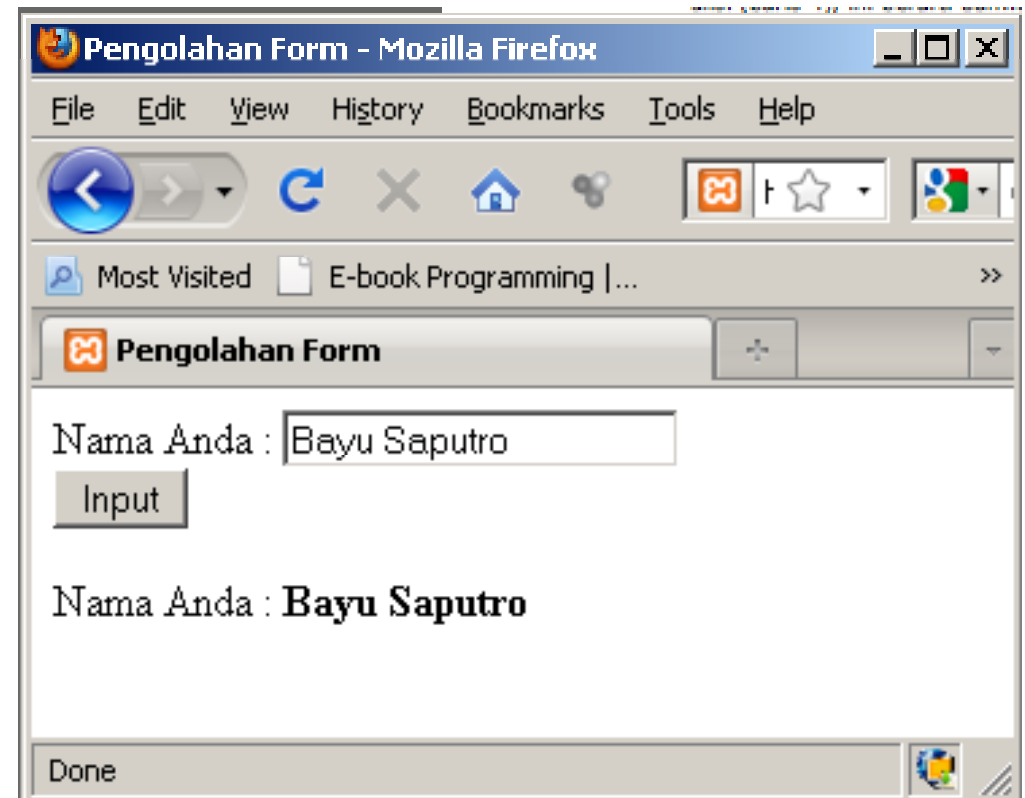 Pengolahan Form - Mozilla Firefox
File Edit View History Bookmarks Tools Help
Most Visited E-book Programming |... »
Pengolahan Form
Nama Anda : Bayu Saputro
Input
Nama Anda : Bayu Saputro
Done